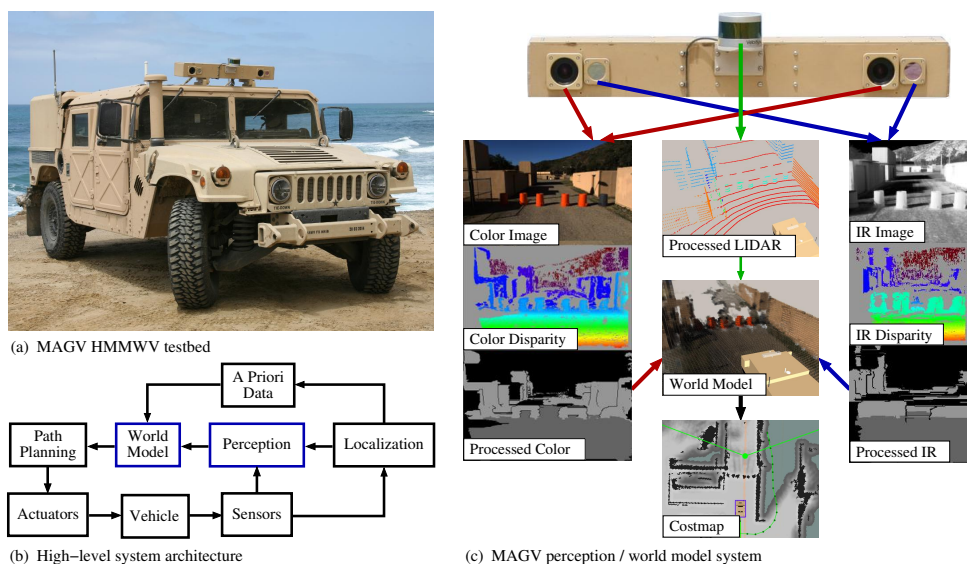 (a) MAGV HMMWV testbed
A Priori
Data
Path
Planning
World
Model
Perception
Localization
Actuators
Vehicle
Sensors
(b) High−level system architecture
Color Image
Processed LIDAR
IR Image
Color Disparity
IR Disparity
World Model
Processed Color
Processed IR
Costmap
(c) MAGV perception / world model system